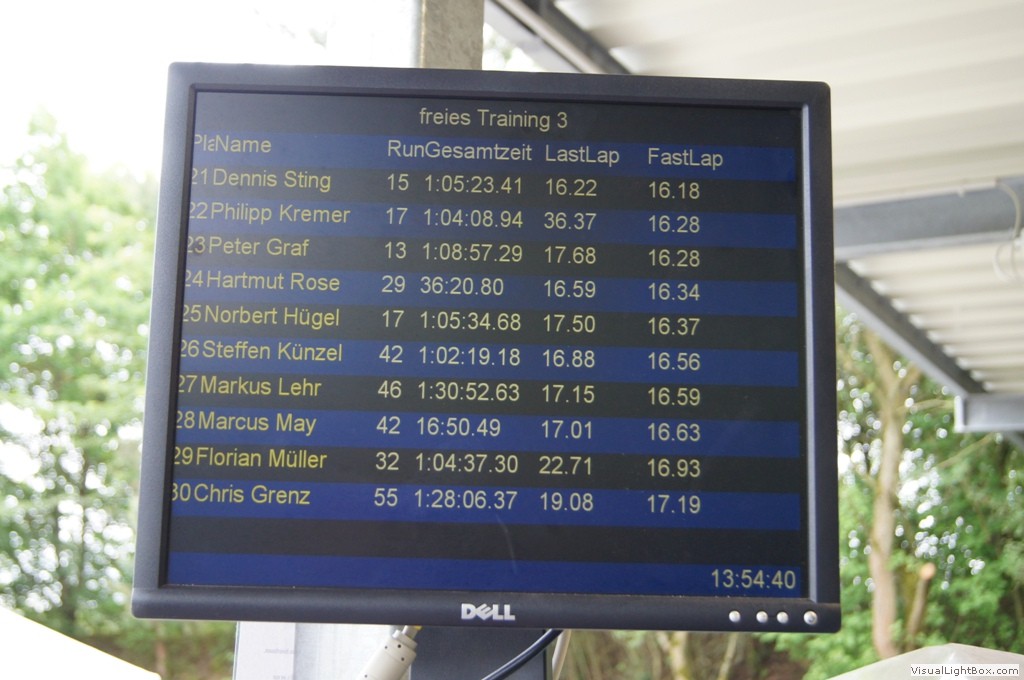 freies Training 3
PlaName RunGesamtzeit LastLap FastLap
21 Dennis Sting 15 1:05:23.41 16.22 16.18
22 Philipp Kremer 17 1:04:08.94 36.37 16.28
23 Peter Graf 13 1:08:57.29 17.68 16.28
24 Hartmut Rose 29 36:20.80 16.59 16.34
25 Norbert Hügel 17 1:05:34.68 17.50 16.37
26 Steffen Künzel 42 1:02:19.18 16.88 16.56
27 Markus Lehr 46 1:30:52.63 17.15 16.59
28 Marcus May 42 16:50.49 17.01 16.63
29 Florian Müller 32 1:04:37.30 22.71 16.93
30 Chris Grenz 55 1:28:06.37 19.08 17.19
13:54:40
DELL
VisualLightBox.com